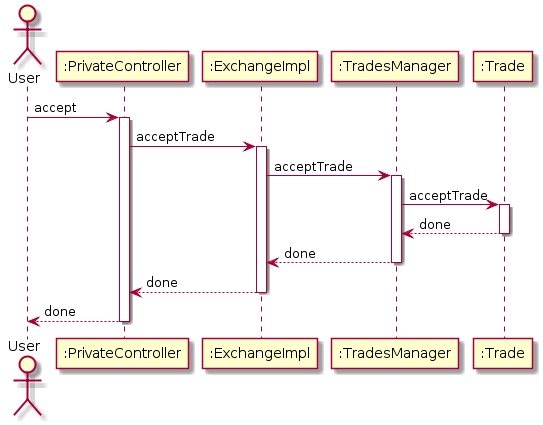 User
:PrivateController
:ExchangeImpl
:TradesManager
:Trade
accept
acceptTrade
acceptTrade
acceptTrade
done
done
done
done
User
:PrivateController
:ExchangeImpl
:TradesManager
:Trade